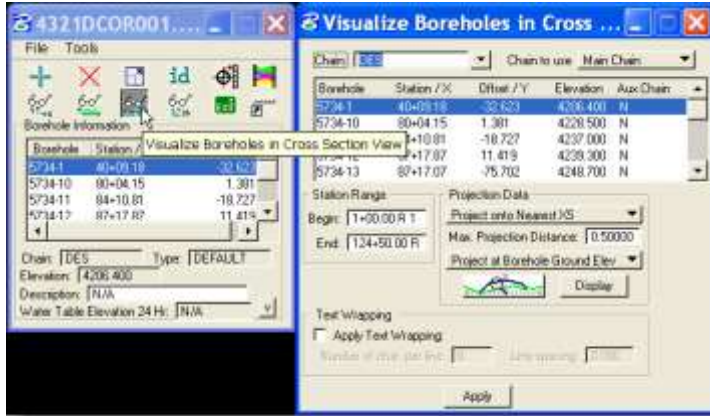 4321DCOR001....
File Tools
id
Borehole Information
Borehole Station /
5734-1 40+09.18 -32.623
5734-10 80+04.15 1.381
5734-11 84+10.81 -18.727
5734-12 87+17.87 11.419
Chain: DES Type: DEFAULT
Elevation: 4206.400
Description: N/A
Water Table Elevation 24 Hr: N/A
Visualize Boreholes in Cross Section View
Visualize Boreholes in Cross ...
Chain: DES Chain to use Main Chain
Borehole Station / X Offset / Y Elevation Aux Chain
5734-1 40+09.18 -32.623 4206.400 N
5734-10 80+04.15 1.381 4228.500 N
4+10.81 -18.727 4237.000 N
87+17.87 11.419 4239.300 N
5734-13 87+17.07 -75.702 4248.700 N
Station Range
Begin: 1+00.00 R 1
End: 124+50.00 R
Projection Data
Project onto Nearest XS
Max. Projection Distance: 0.50000
Project at Borehole Ground Elev
Display
Text Wrapping
Apply Text Wrapping
Number of char. per line: Line spacing:
Apply